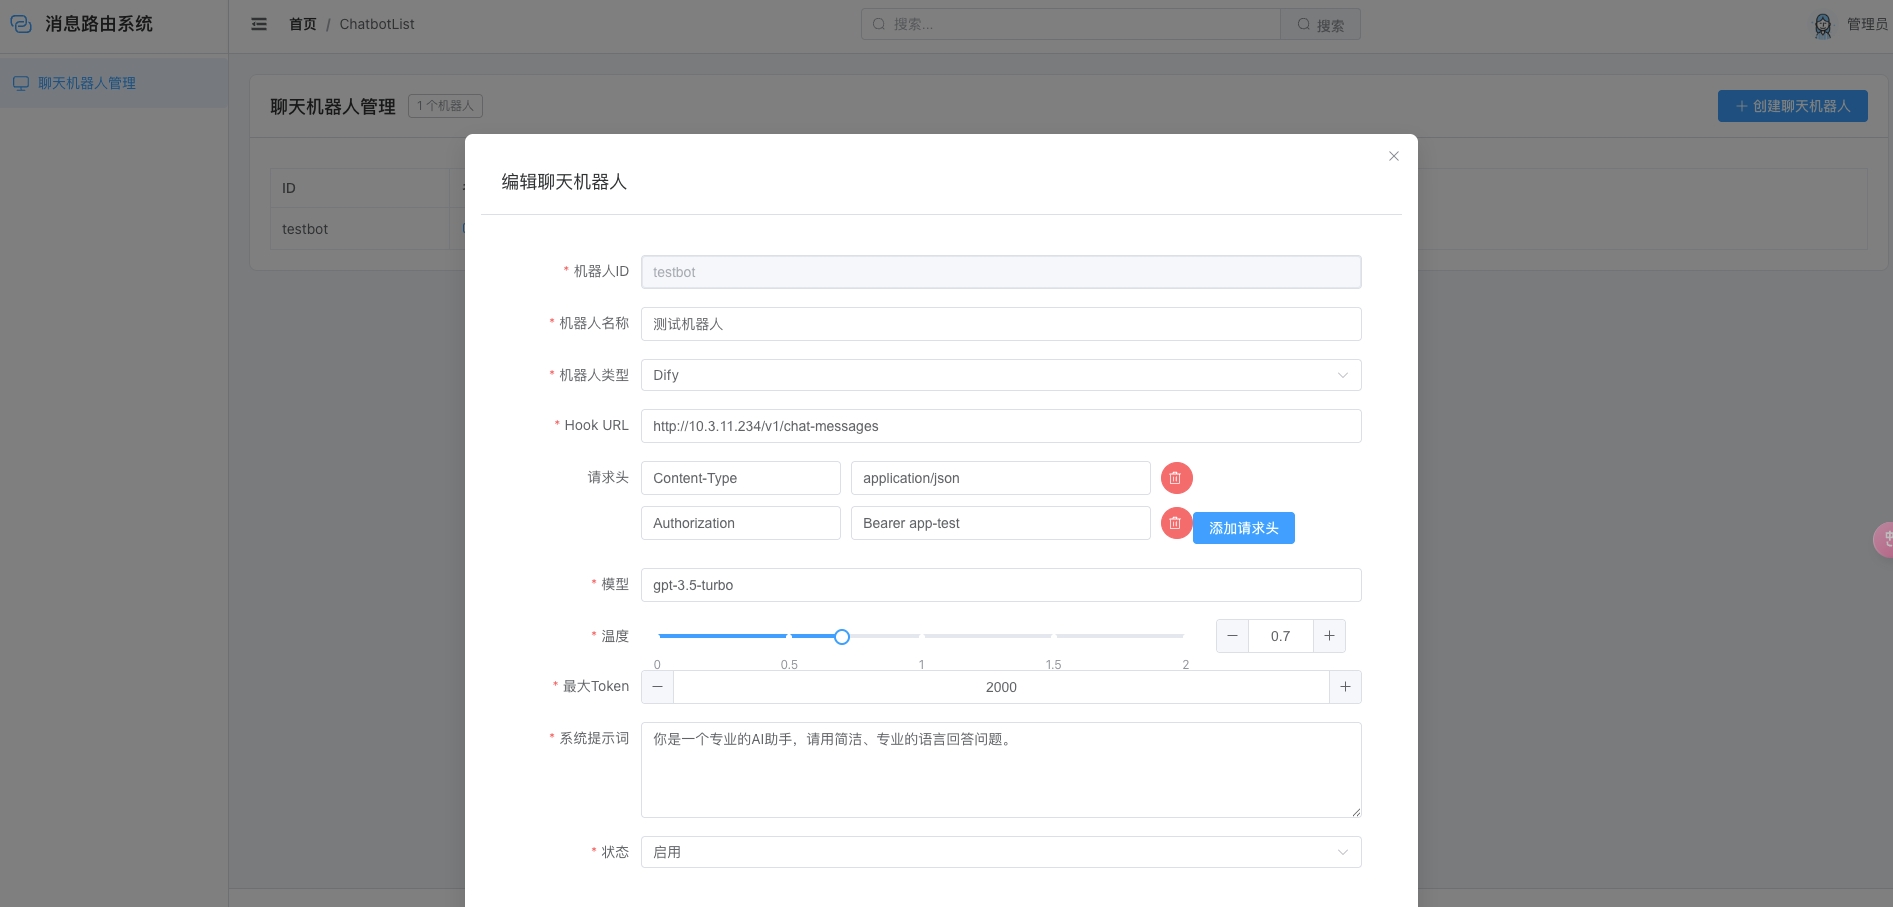 消息路由系统
首页 / ChatbotList
搜索...
搜索
管理员
聊天机器人管理
聊天机器人管理
1 个机器人
+ 创建聊天机器人
ID
testbot
编辑聊天机器人
* 机器人ID
testbot
* 机器人名称
测试机器人
* 机器人类型
Dify
* Hook URL
http://10.3.11.234/v1/chat-messages
请求头
Content-Type
application/json
Authorization
Bearer app-test
添加请求头
* 模型
gpt-3.5-turbo
* 温度
0.7
0 0.5 1 1.5 2
* 最大Token
2000
* 系统提示词
你是一个专业的AI助手，请用简洁、专业的语言回答问题。
* 状态
启用